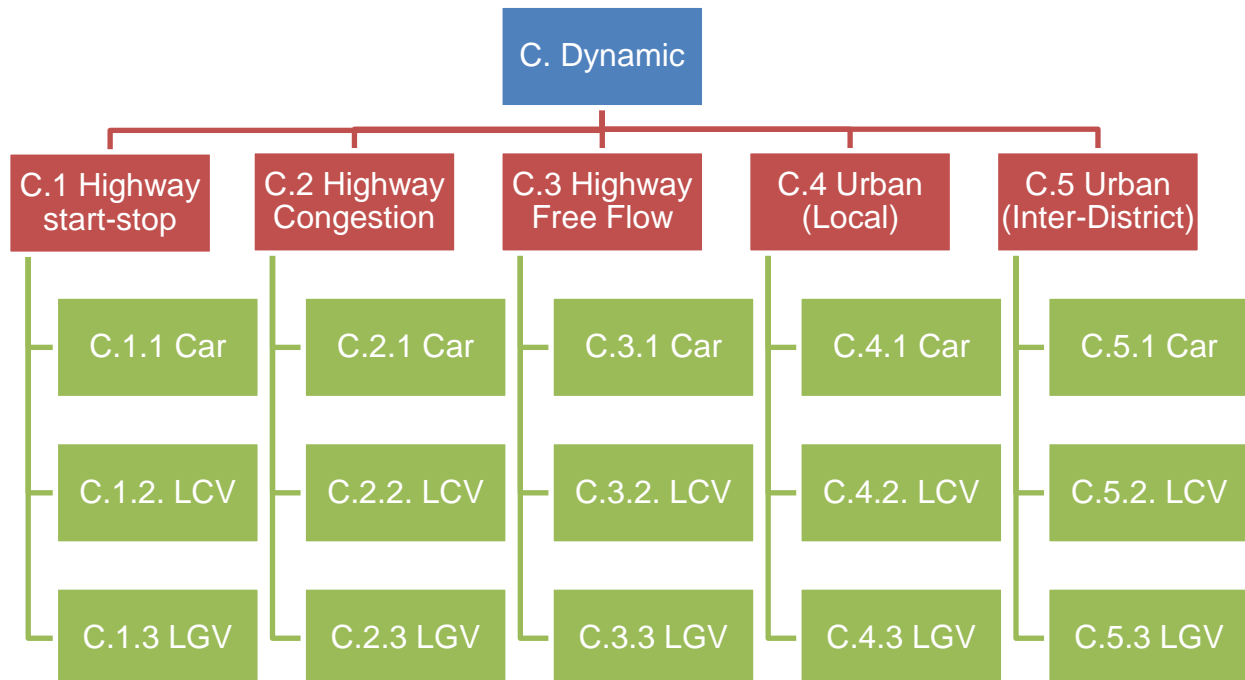 C. Dynamic
C.1 Highway
start-stop
C.2 Highway
Congestion
C.3 Highway
Free Flow
C.4 Urban
(Local)
C.5 Urban
(Inter-District)
C.1.1 Car
C.2.1 Car
C.3.1 Car
C.4.1 Car
C.5.1 Car
C.1.2. LCV
C.2.2. LCV
C.3.2. LCV
C.4.2. LCV
C.5.2. LCV
C.1.3 LGV
C.2.3 LGV
C.3.3 LGV
C.4.3 LGV
C.5.3 LGV